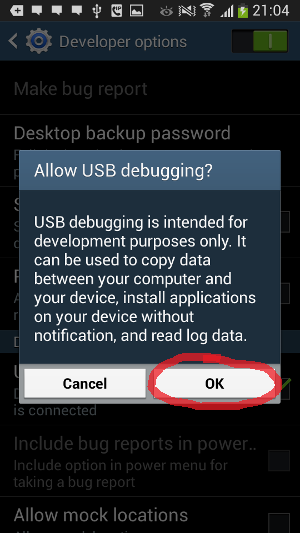 21:04
Developer options
Make bug report
Desktop backup password
Allow USB debugging?
USB debugging is intended for
development purposes only. It
can be used to copy data
between your computer and
your device, install applications
on your device without
notification, and read log data.
Cancel
OK
is connected
Include bug reports in power..
Include option in power menu for
taking a bug report
Allow mock locations